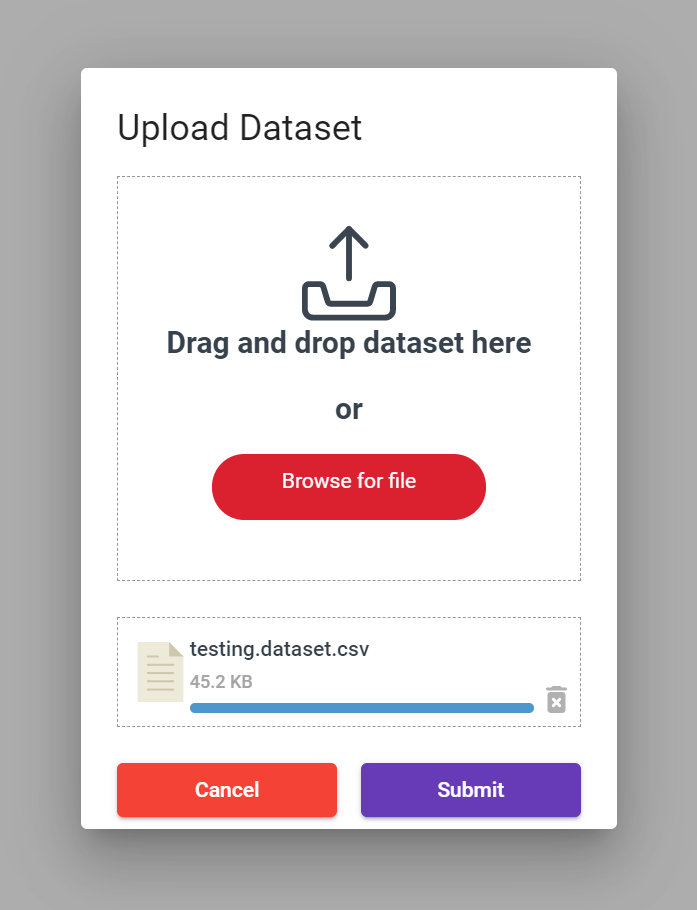 Upload Dataset
Drag and drop dataset here
or
Browse for file
testing.dataset.csv
45.2 KB
Cancel
Submit